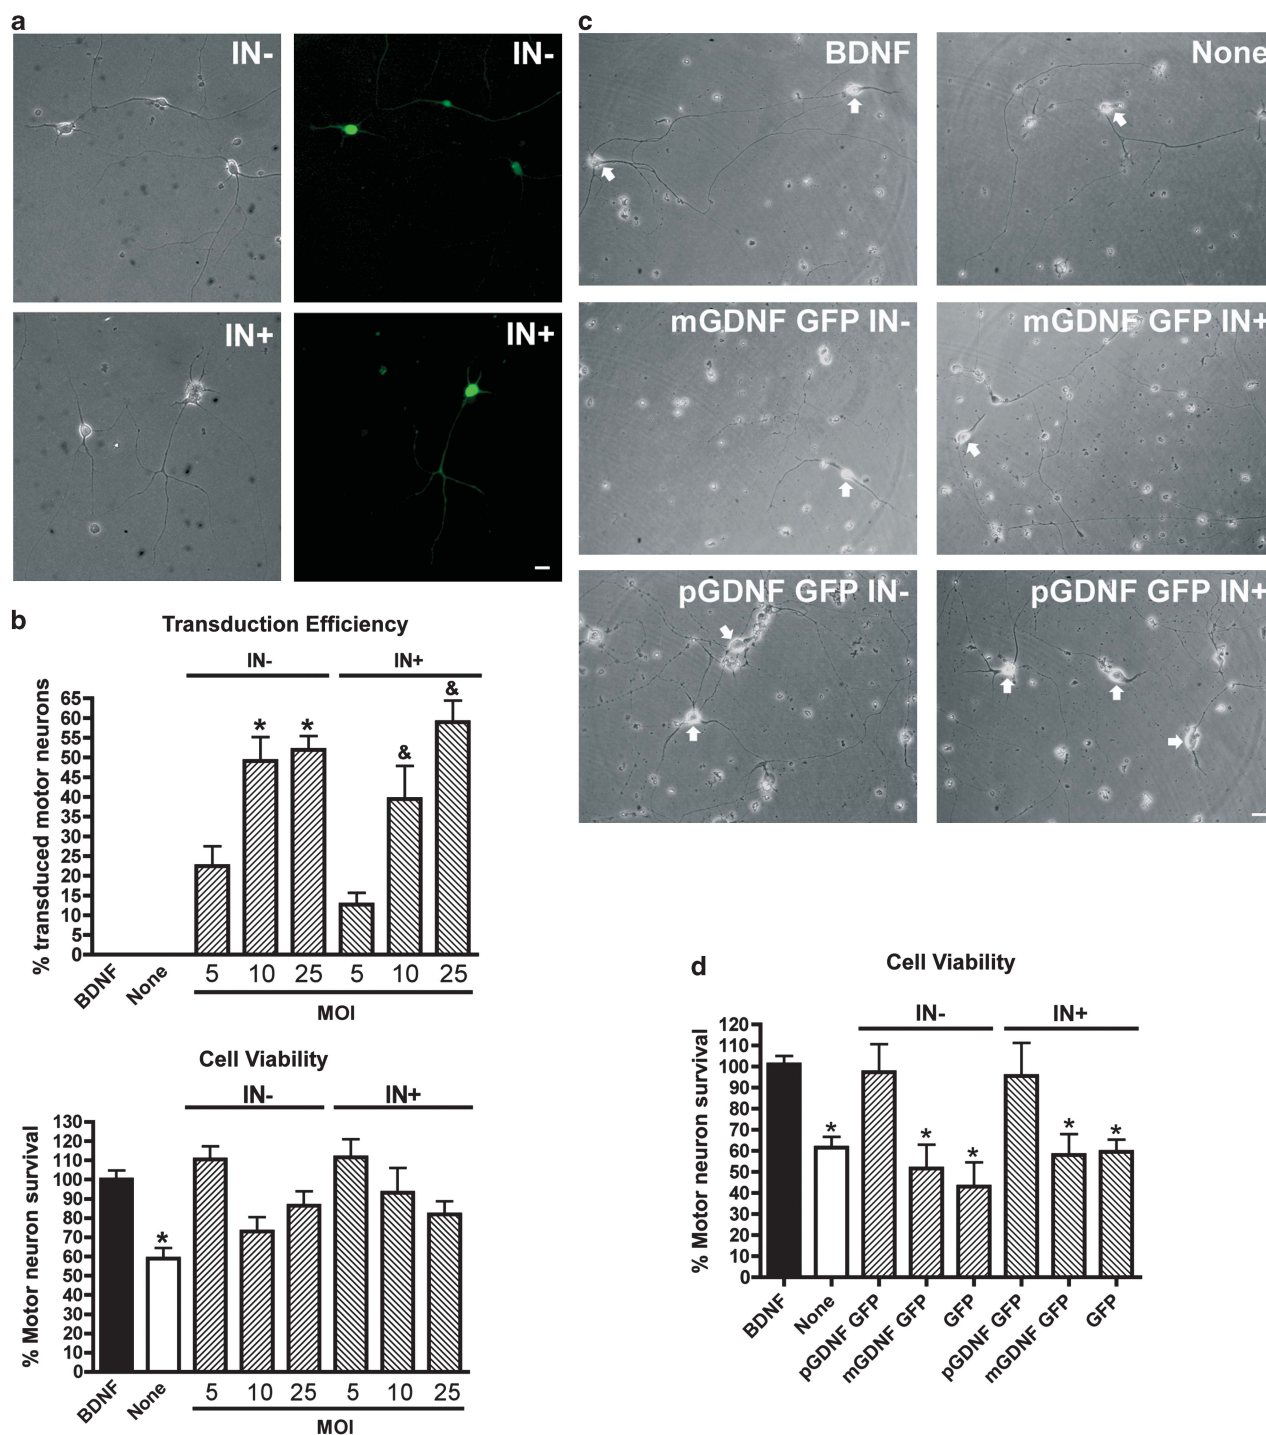 a
IN-
IN-
IN+
IN+
b
Transduction Efficiency
IN-
IN+
% transduced motor neurons
65
60
55
50
45
40
35
30
25
20
15
10
5
0
*
*
&
&
BDNF
None
5 10 25 5 10 25
MOI
Cell Viability
IN-
IN+
% Motor neuron survival
130
120
110
100
90
80
70
60
50
40
30
20
10
0
*
BDNF
None
5 10 25 5 10 25
MOI
c
BDNF
None
mGDNF GFP IN-
mGDNF GFP IN+
pGDNF GFP IN-
pGDNF GFP IN+
d
Cell Viability
IN-
IN+
% Motor neuron survival
120
110
100
90
80
70
60
50
40
30
20
10
0
*
*
*
*
*
BDNF
None
pGDNF GFP
mGDNF GFP
GFP
pGDNF GFP
mGDNF GFP
GFP